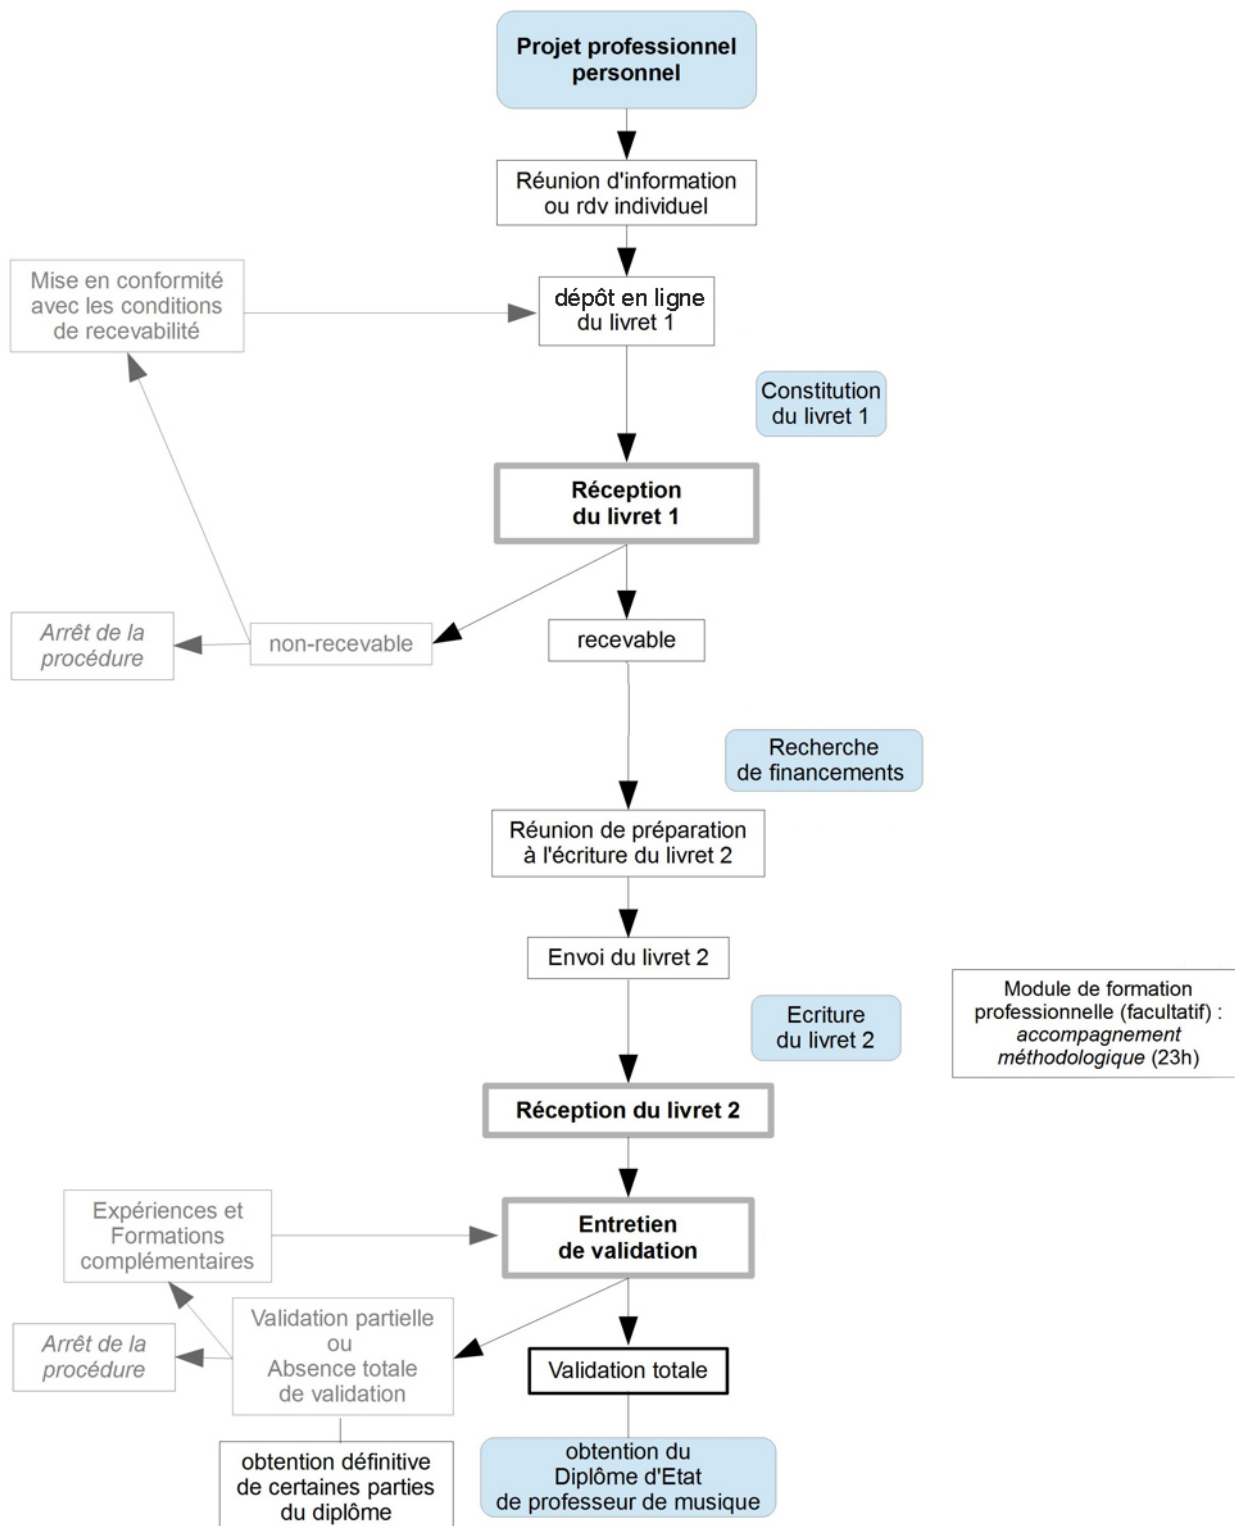 Projet professionnel
personnel
Réunion d'information
ou rdv individuel
Mise en conformité
avec les conditions
de recevabilité
dépôt en ligne
du livret 1
Constitution
du livret 1
Réception
du livret 1
Arrêt de la
procédure
non-recevable
recevable
Recherche
de financements
Réunion de préparation
à l'écriture du livret 2
Envoi du livret 2
Ecriture
du livret 2
Module de formation
professionnelle (facultatif) :
accompagnement
méthodologique (23h)
Réception du livret 2
Expériences et
Formations
complémentaires
Entretien
de validation
Arrêt de la
procédure
Validation partielle
ou
Absence totale
de validation
Validation totale
obtention définitive
de certaines parties
du diplôme
obtention du
Diplôme d'Etat
de professeur de musique